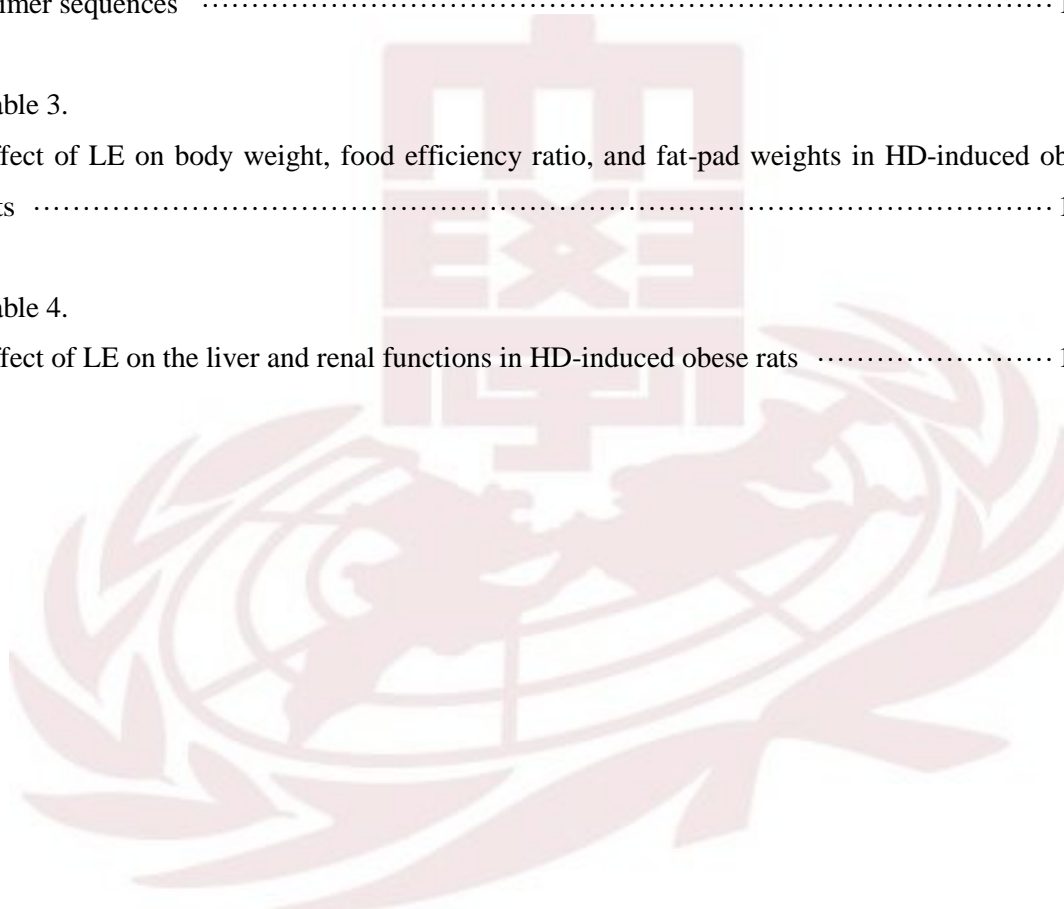 imer sequences ········································································ 1
able 3.
ffect of LE on body weight, food efficiency ratio, and fat-pad weights in HD-induced ob
ts ········································································ 1
able 4.
ffect of LE on the liver and renal functions in HD-induced obese rats ························ 1